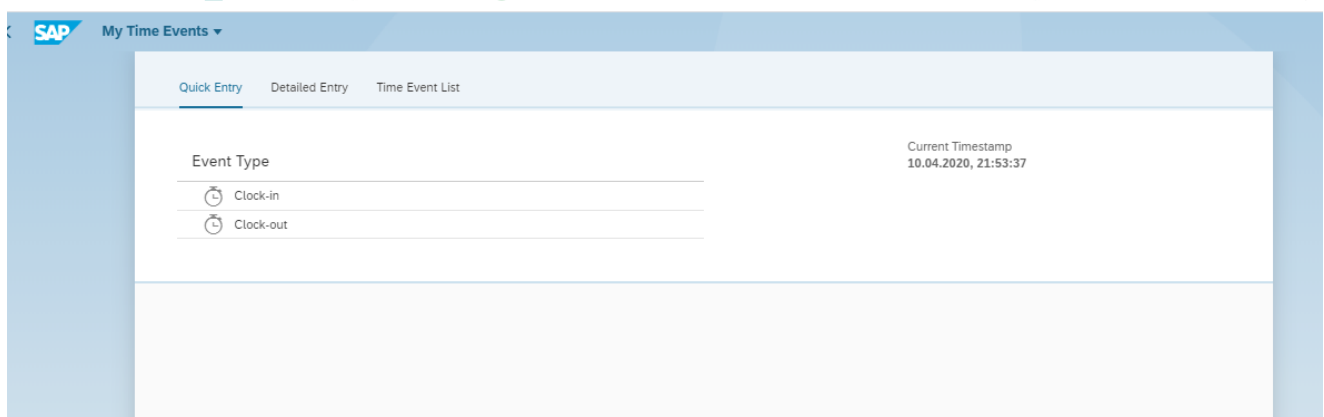 SAP My Time Events
Quick Entry Detailed Entry Time Event List
Current Timestamp
10.04.2020, 21:53:37
Event Type
Clock-in
Clock-out